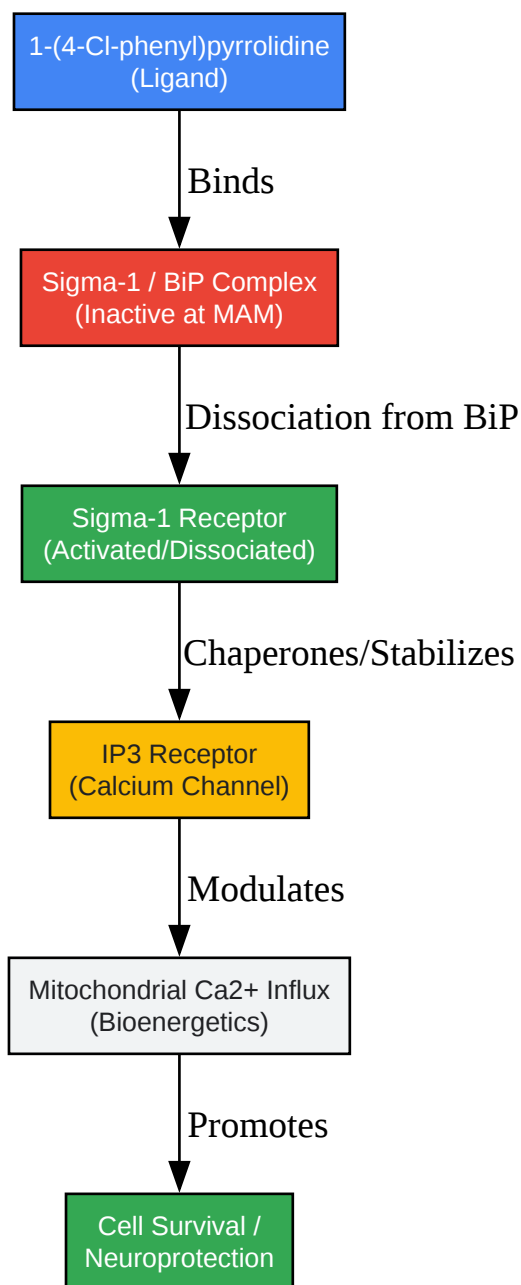 1-(4-Cl-phenyl)pyrrolidine
(Ligand)
Binds
Sigma-1 / BiP Complex
(Inactive at MAM)
Dissociation from BiP
Sigma-1 Receptor
(Activated/Dissociated)
Chaperones/Stabilizes
IP3 Receptor
(Calcium Channel)
Modulates
Mitochondrial Ca2+ Influx
(Bioenergetics)
Promotes
Cell Survival /
Neuroprotection